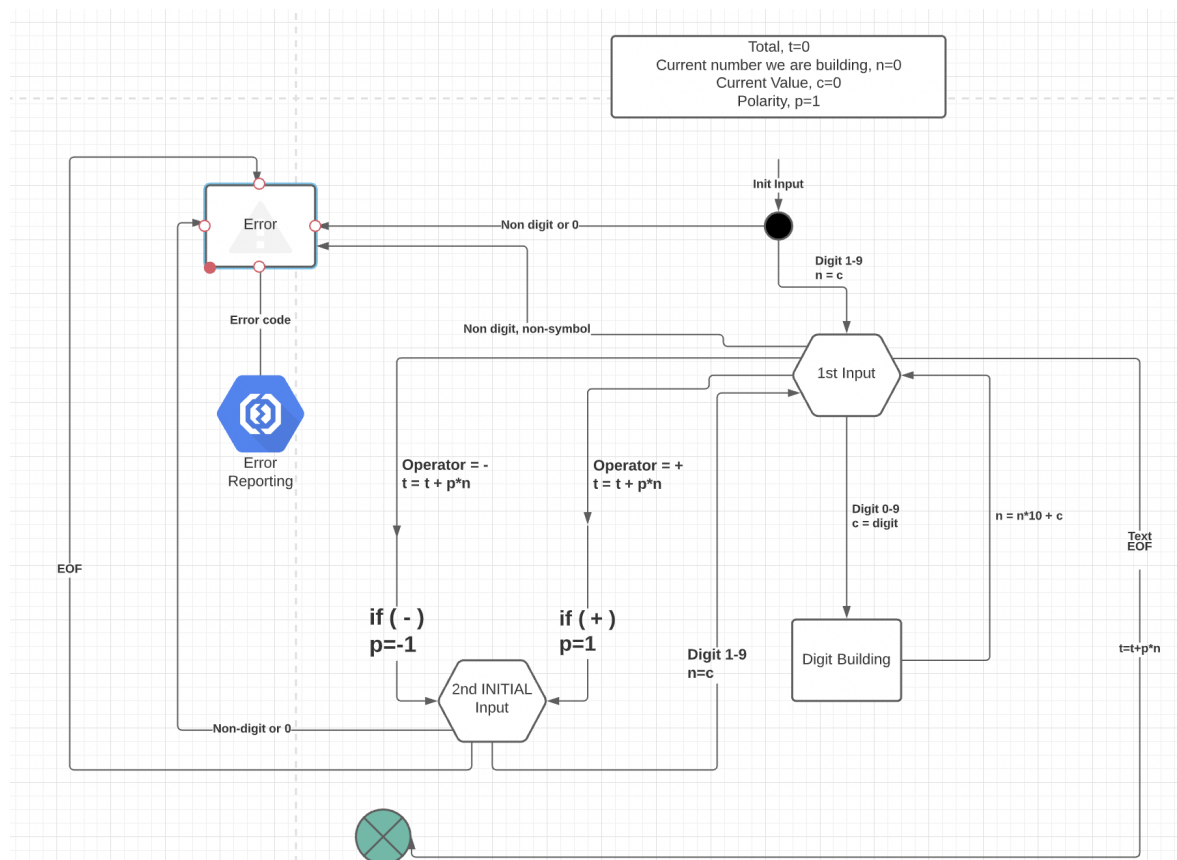 Total, t=0
Current number we are building, n=0
Current Value, c=0
Polarity, p=1
Init Input
Error
Non digit or 0
Digit 1-9
n = c
Error code
Non digit, non-symbol
1st Input
Error
Reporting
Operator = -
t = t + p*n
Operator = +
t = t + p*n
Digit 0-9
c = digit
n = n*10 + c
Text
EOF
EOF
if ( - )
p=-1
if ( + )
p=1
Digit 1-9
n=c
Digit Building
t=t+p*n
2nd INITIAL
Input
Non-digit or 0